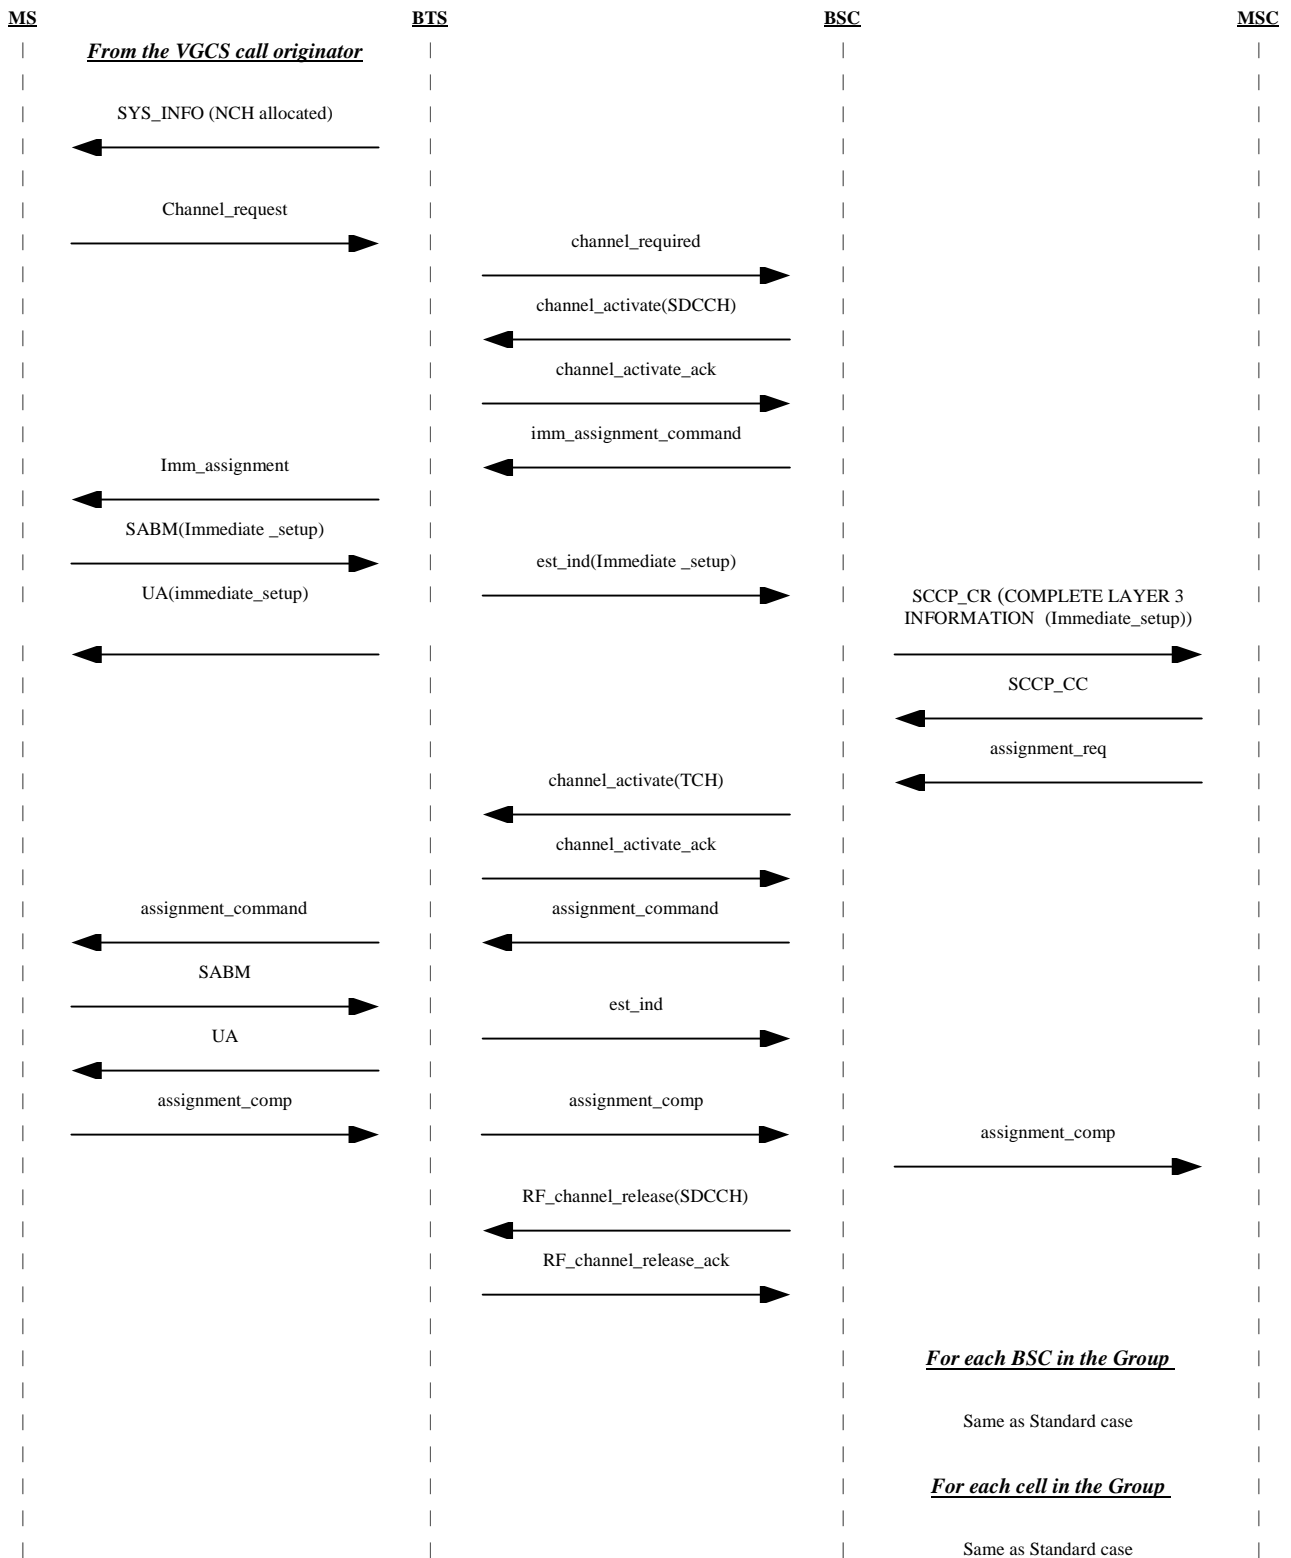 MS BTS BSC MSC
From the VGCS call originator
SYS_INFO (NCH allocated)
Channel_request
channel_required
channel_activate(SDCCH)
channel_activate_ack
imm_assignment_command
Imm_assignment
SABM(Immediate _setup)
est_ind(Immediate _setup)
UA(immediate_setup)
SCCP_CR (COMPLETE LAYER 3
INFORMATION (Immediate_setup))
SCCP_CC
assignment_req
channel_activate(TCH)
channel_activate_ack
assignment_command assignment_command
SABM
est_ind
UA
assignment_comp assignment_comp
assignment_comp
RF_channel_release(SDCCH)
RF_channel_release_ack
For each BSC in the Group
Same as Standard case
For each cell in the Group
Same as Standard case